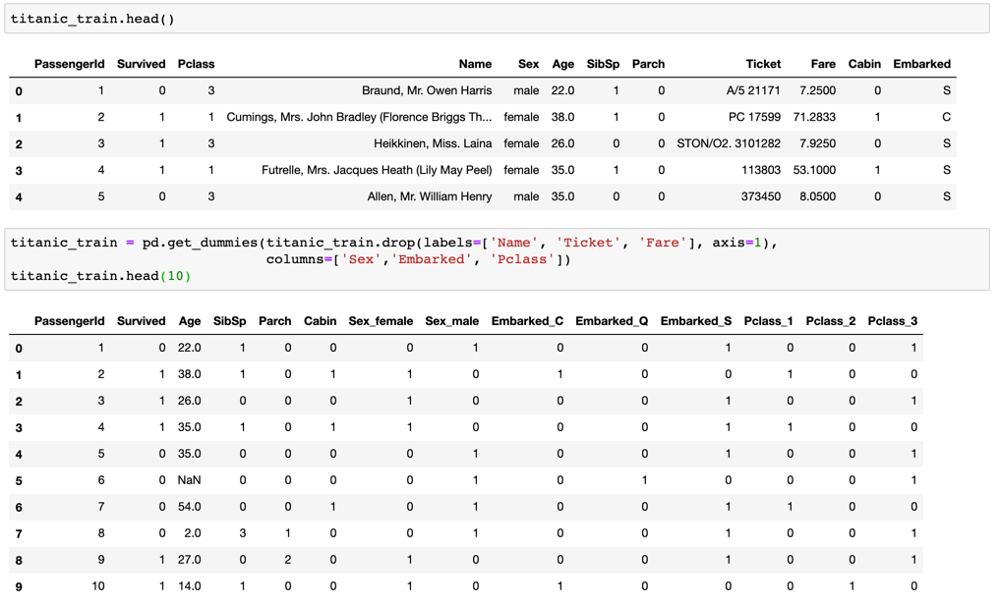 titanic_train.head()
PassengerId Survived Pclass Name Sex Age SibSp Parch Ticket Fare Cabin Embarked
0 1 0 3 Braund, Mr. Owen Harris male 22.0 1 0 A/5 21171 7.2500 0 S
1 2 1 1 Cumings, Mrs. John Bradley (Florence Briggs Th... female 38.0 1 0 PC 17599 71.2833 1 C
2 3 1 3 Heikkinen, Miss. Laina female 26.0 0 0 STON/O2. 3101282 7.9250 0 S
3 4 1 1 Futrelle, Mrs. Jacques Heath (Lily May Peel) female 35.0 1 0 113803 53.1000 1 S
4 5 0 3 Allen, Mr. William Henry male 35.0 0 0 373450 8.0500 0 S
titanic_train = pd.get_dummies(titanic_train.drop(labels=['Name', 'Ticket', 'Fare'], axis=1),
columns=['Sex','Embarked', 'Pclass'])
titanic_train.head(10)
PassengerId Survived Age SibSp Parch Cabin Sex_female Sex_male Embarked_C Embarked_Q Embarked_S Pclass_1 Pclass_2 Pclass_3
0 1 0 22.0 1 0 0 0 1 0 0 1 0 0 1
1 2 1 38.0 1 0 1 1 0 1 0 0 1 0 0
2 3 1 26.0 0 0 0 1 0 0 0 1 0 0 1
3 4 1 35.0 1 0 1 1 0 0 0 1 1 0 0
4 5 0 35.0 0 0 0 0 1 0 0 1 0 0 1
5 6 0 NaN 0 0 0 0 1 0 1 0 0 0 1
6 7 0 54.0 0 0 1 0 1 0 0 1 1 0 0
7 8 0 2.0 3 1 0 0 1 0 0 1 0 0 1
8 9 1 27.0 0 2 0 1 0 0 0 1 0 0 1
9 10 1 14.0 1 0 0 1 0 1 0 0 0 1 0